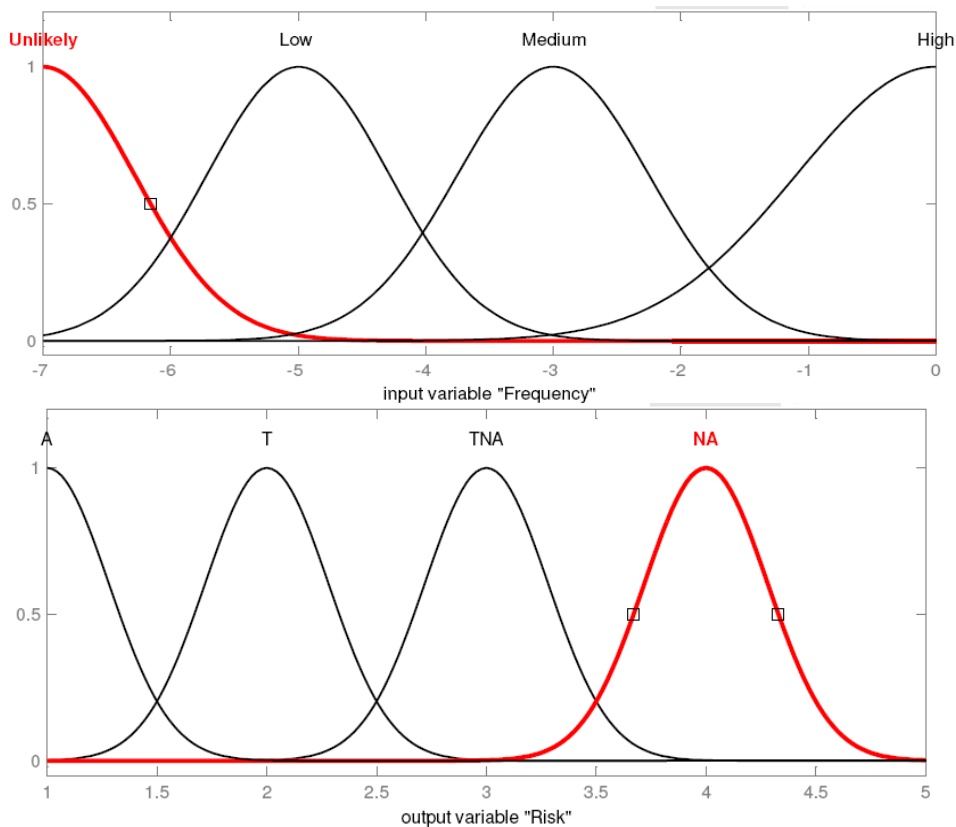 Unlikely Low Medium High
1
0.5
0
-7 -6 -5 -4 -3 -2 -1 0
input variable "Frequency"
A T TNA NA
1
0.5
0
1 1.5 2 2.5 3 3.5 4 4.5 5
output variable "Risk"